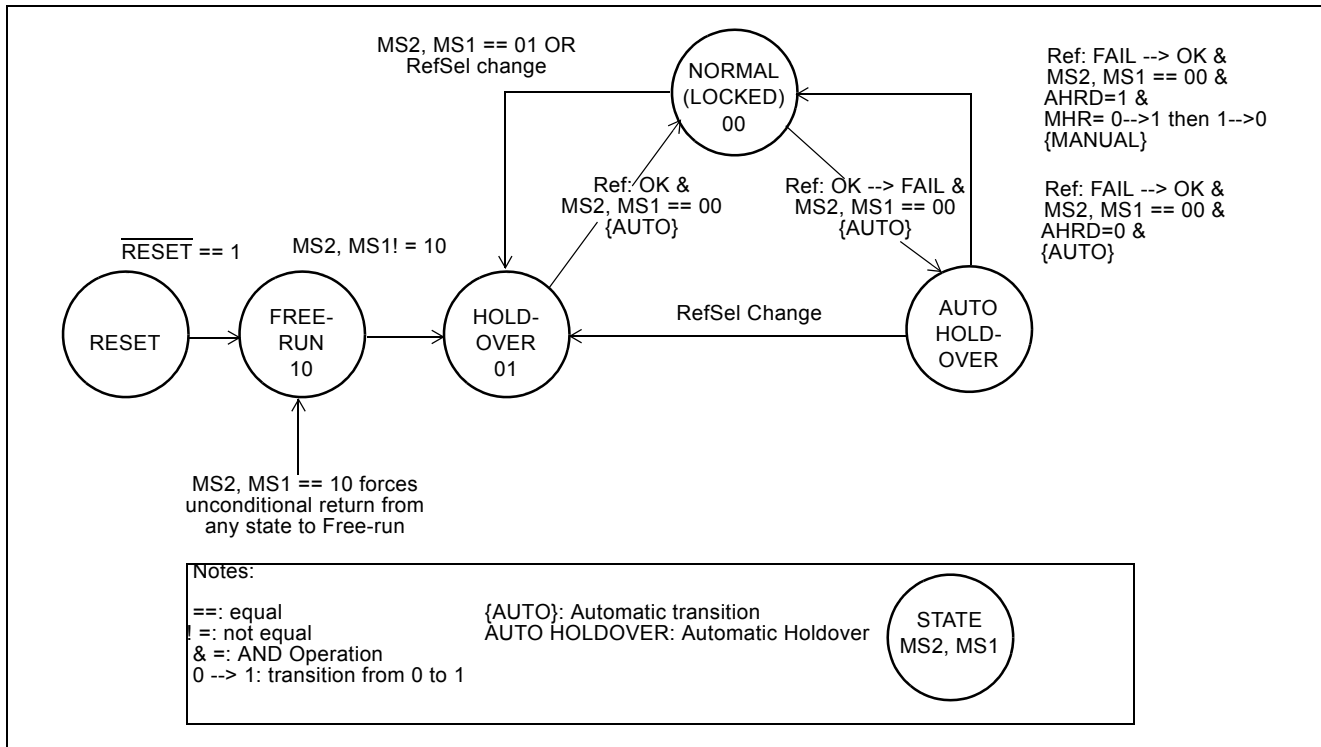 MS2, MS1 == 01 OR
RefSel change
NORMAL
(LOCKED)
00
Ref: FAIL --> OK &
MS2, MS1 == 00 &
AHRD=1 &
MHR= 0-->1 then 1-->0
{MANUAL}
Ref: OK &
MS2, MS1 == 00
{AUTO}
Ref: OK --> FAIL &
MS2, MS1 == 00
{AUTO}
Ref: FAIL --> OK &
MS2, MS1 == 00 &
AHRD=0 &
{AUTO}
RESET == 1
MS2, MS1! = 10
RESET
FREE-
RUN
10
HOLD-
OVER
01
RefSel Change
AUTO
HOLD-
OVER
MS2, MS1 == 10 forces
unconditional return from
any state to Free-run
Notes:
==: equal
! =: not equal
& =: AND Operation
0 --> 1: transition from 0 to 1
{AUTO}: Automatic transition
AUTO HOLDOVER: Automatic Holdover
STATE
MS2, MS1